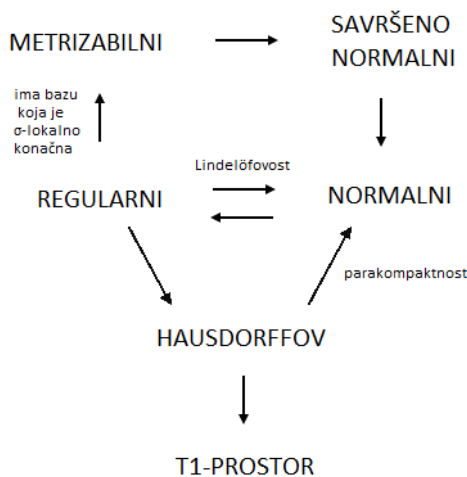 METRIZABILNI
SAVRŠENO
NORMALNI
ima bazu
koja je
σ-lokalno
konačna
Lindelöfovost
REGULARNI
NORMALNI
parakompaktnost
HAUSDORFFOV
T1-PROSTOR